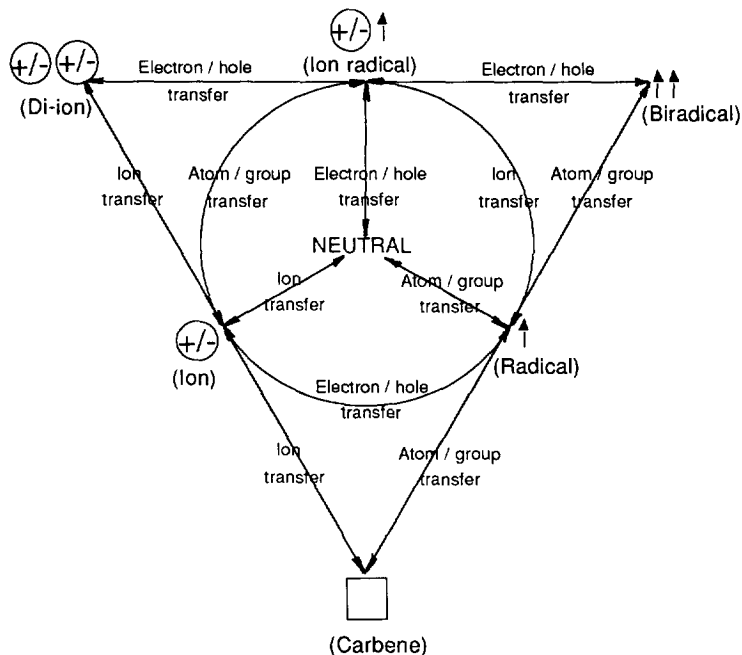 +/-
+/- +/-
(Ion radical)
Electron / hole
transfer
Electron / hole
transfer
(Di-ion)
(Biradical)
Ion
transfer
Atom / group
transfer
Electron / hole
transfer
Ion
transfer
Atom / group
transfer
NEUTRAL
Ion
transfer
Atom / group
transfer
+/-
(Ion)
(Radical)
Electron / hole
transfer
Ion
transfer
Atom / group
transfer
(Carbene)